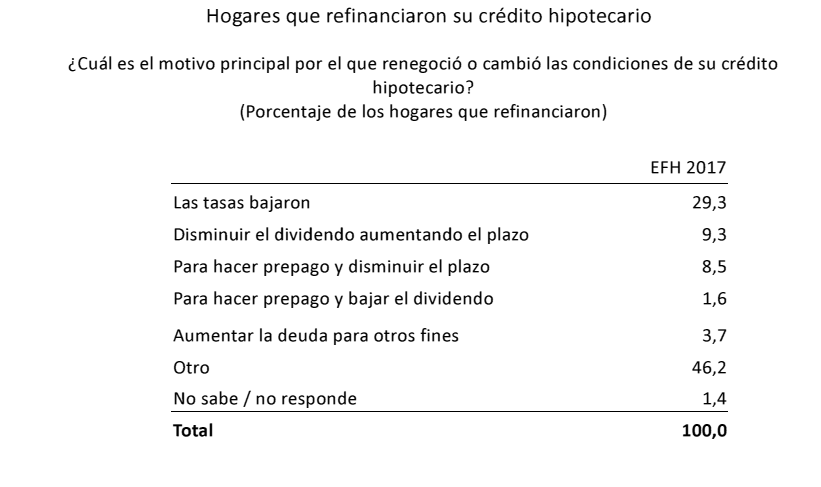 Hogares que refinanciaron su crédito hipotecario
¿Cuál es el motivo principal por el que renegoció o cambió las condiciones de su crédito
hipotecario?
(Porcentaje de los hogares que refinanciaron)
EFH 2017
Las tasas bajaron 29,3
Disminuir el dividendo aumentando el plazo 9,3
Para hacer prepago y disminuir el plazo 8,5
Para hacer prepago y bajar el dividendo 1,6
Aumentar la deuda para otros fines 3,7
Otro 46,2
No sabe / no responde 1,4
Total 100,0